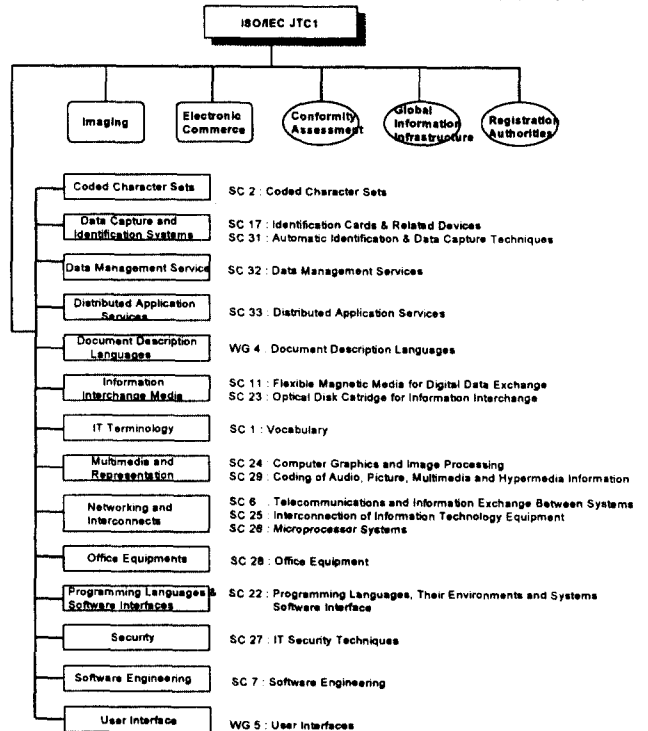 ISO/IEC JTC1
Imaging
Electronic
Commerce
Conformity
Assessment
Global
Information
Infrastructure
Registration
Authorities
Coded Character Sets
SC 2 : Coded Character Sets
Data Capture and
Identification Systems
SC 17 : Identification Cards & Related Devices
SC 31 : Automatic Identification & Data Capture Techniques
Data Management Service
SC 32 : Data Management Services
Distributed Application
Services
SC 33 : Distributed Application Services
Document Description
Languages
WG 4 : Document Description Languages
Information
Interchange Media
SC 11 : Flexible Magnetic Media for Digital Data Exchange
SC 23 : Optical Disk Catridge for Information Interchange
IT Terminology
SC 1 : Vocabulary
Multimedia and
Representation
SC 24 : Computer Graphics and Image Processing
SC 29 : Coding of Audio, Picture, Multimedia and Hypermedia Information
Networking and
Interconnects
SC 6 : Telecommunications and Information Exchange Between Systems
SC 25 : Interconnection of Information Technology Equipment
SC 26 : Microprocessor Systems
Office Equipments
SC 28 : Office Equipment
Programming Languages &
Software Interfaces
SC 22 : Programming Languages, Their Environments and Systems
Software Interface
Security
SC 27 : IT Security Techniques
Software Engineering
SC 7 : Software Engineering
User Interface
WG 5 : User Interfaces